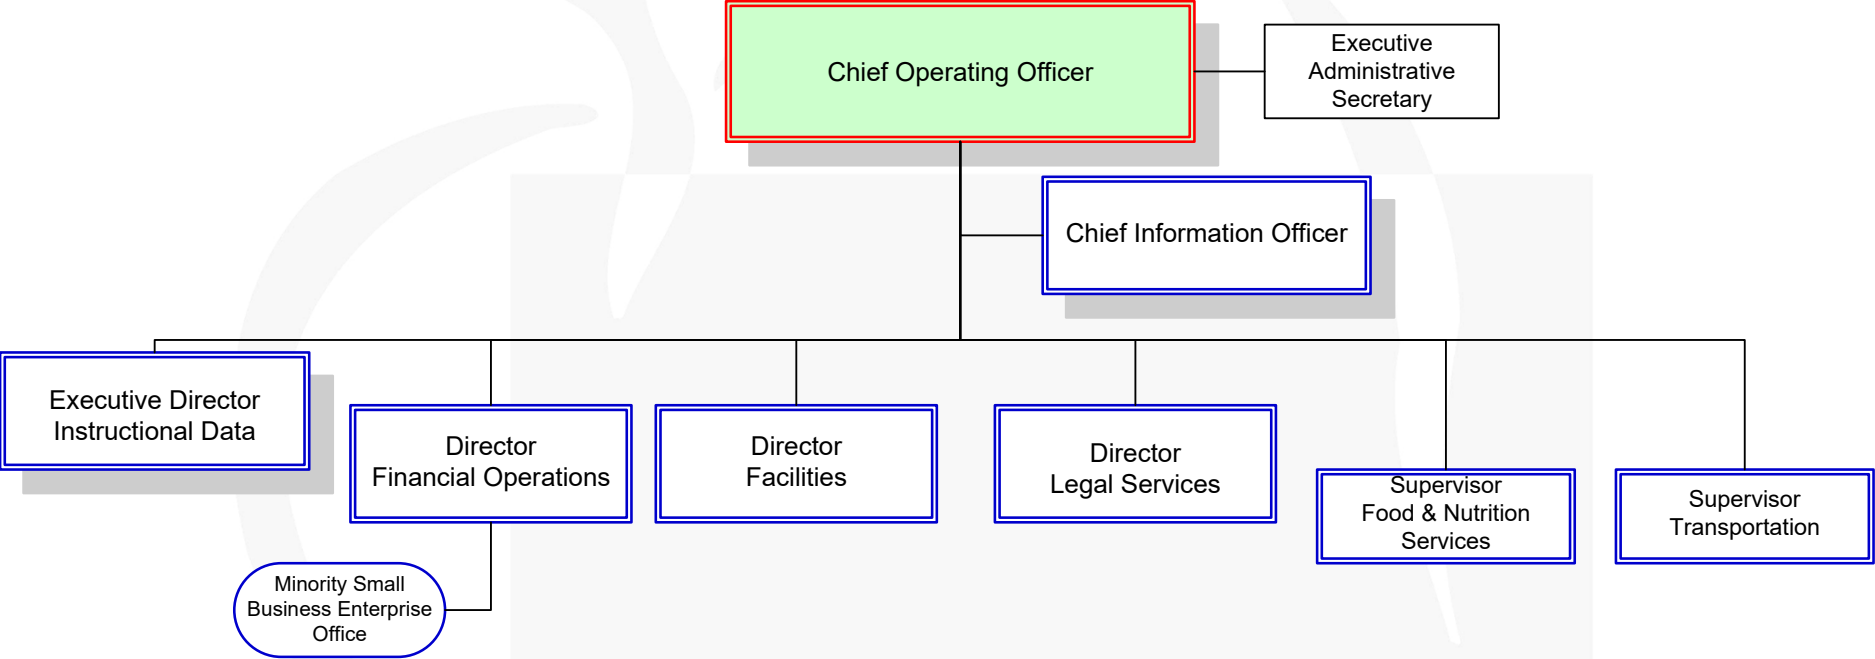 Chief Operating Officer
Executive
Administrative
Secretary
Chief Information Officer
Executive Director
Instructional Data
Director
Financial Operations
Director
Facilities
Director
Legal Services
Supervisor
Food & Nutrition
Services
Supervisor
Transportation
Minority Small
Business Enterprise
Office